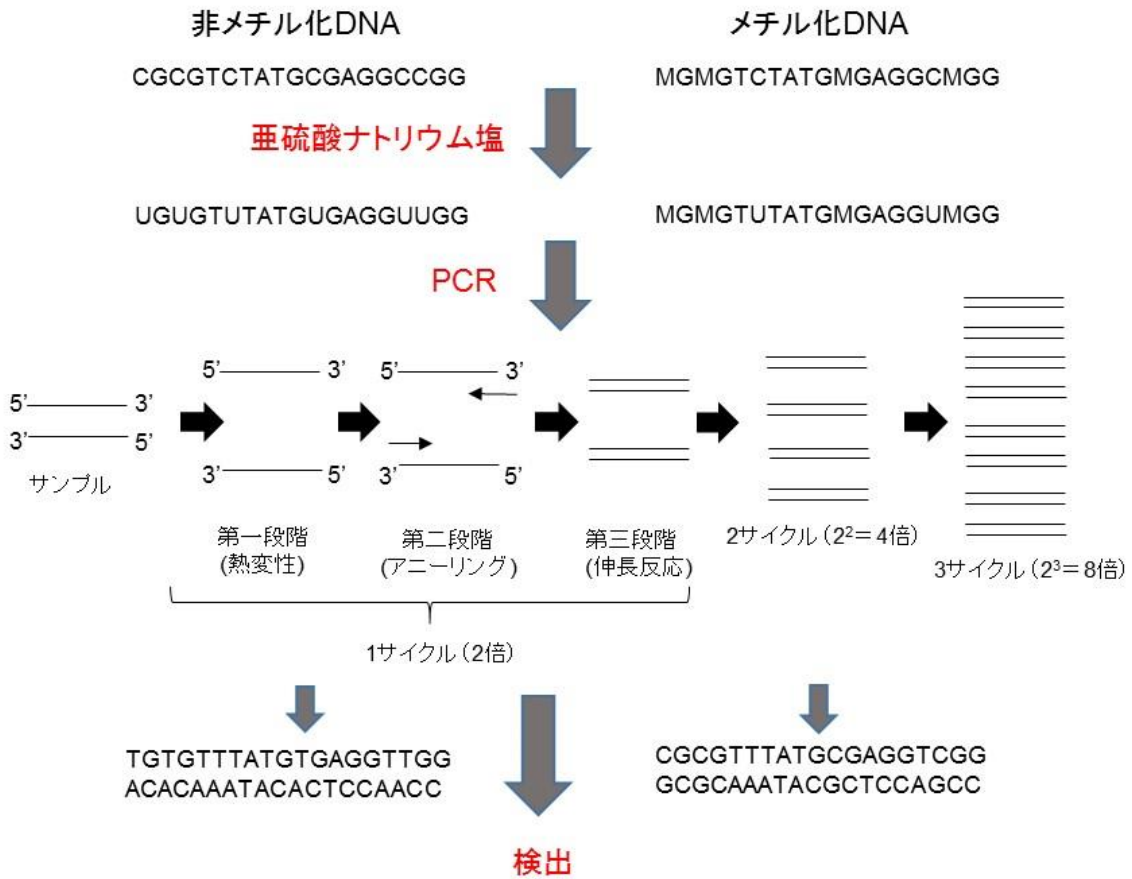 非メチル化DNA
メチル化DNA
CGCGTCTATGCGAGGCCGG
MGMGTCTATGMGAGGCMGG
亜硫酸ナトリウム塩
UGUGTUTATGUGAGGUUGG
MGMGTUTATGMGAGGUMGG
PCR
5’ 3’
3’ 5’
サンプル
5’ 3’
3’ 5’
第一段階
(熱変性)
5’ 3’
3’ 5’
第二段階
(アニーリング)
第三段階
(伸長反応)
2サイクル（2²＝4倍）
3サイクル（2³＝8倍）
1サイクル（2倍）
TGTGTTTATGTGAGGTTGG
ACACAAATACACTCCAACC
CGCGTTTATGCGAGGTCGG
GCGCAAATACGCTCCAGCC
検出